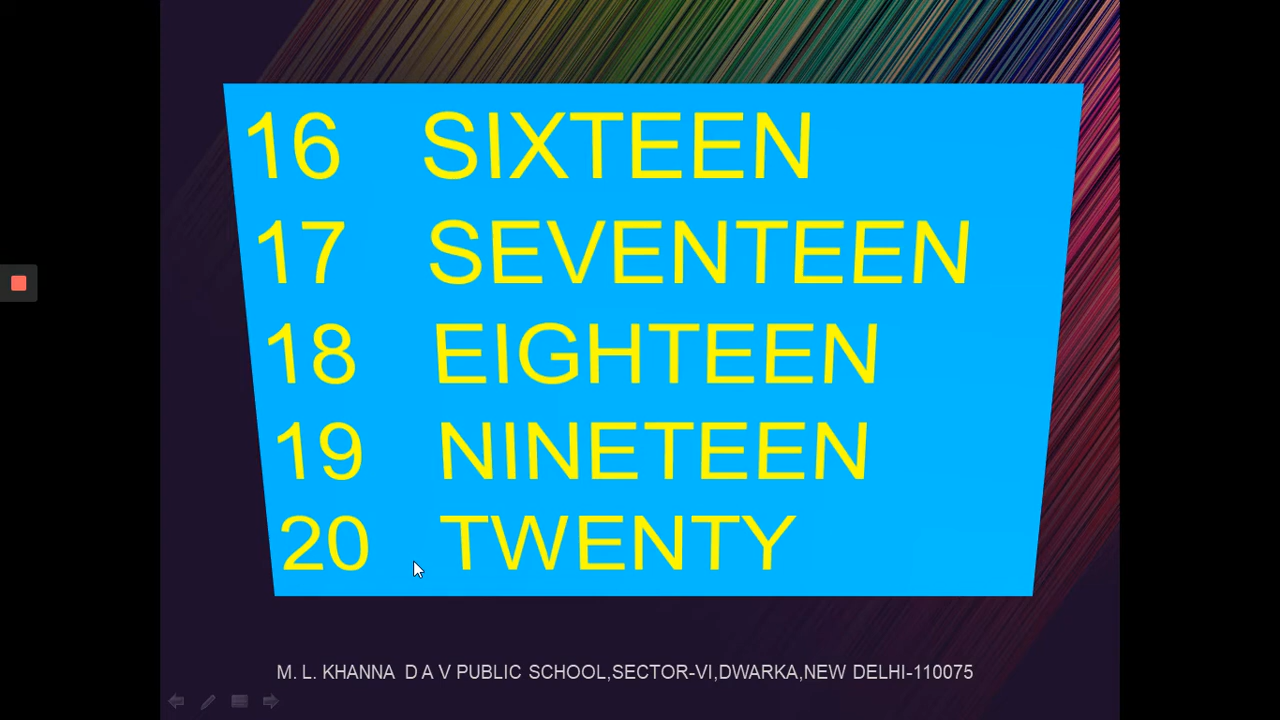 16 SIXTEEN
17 SEVENTEEN
18 EIGHTEEN
19 NINETEEN
20 TWENTY
M. L. KHANNA D A V PUBLIC SCHOOL,SECTOR-VI,DWARKA,NEW DELHI-110075